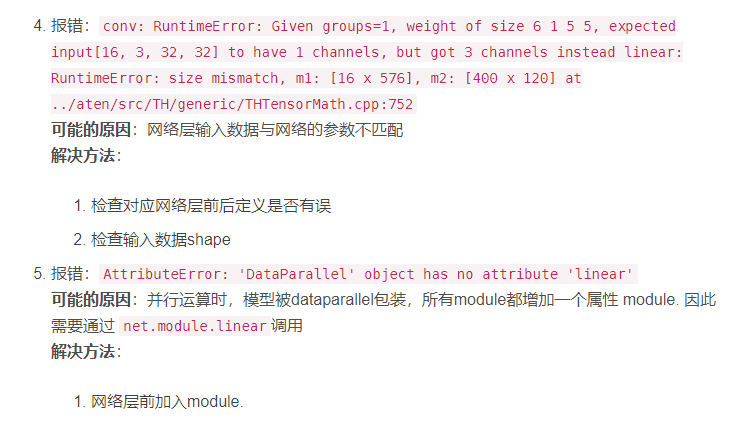 4. 报错：conv: RuntimeError: Given groups=1, weight of size 6 1 5 5, expected
input[16, 3, 32, 32] to have 1 channels, but got 3 channels instead linear:
RuntimeError: size mismatch, m1: [16 x 576], m2: [400 x 120] at
../aten/src/TH/generic/THTensorMath.cpp:752
可能的原因：网络层输入数据与网络的参数不匹配
解决方法：
1. 检查对应网络层前后定义是否有误
2. 检查输入数据shape
5. 报错：AttributeError: 'DataParallel' object has no attribute 'linear'
可能的原因：并行运算时，模型被dataparallel包装，所有module都增加一个属性 module. 因此
需要通过 net.module.linear调用
解决方法：
1. 网络层前加入module.